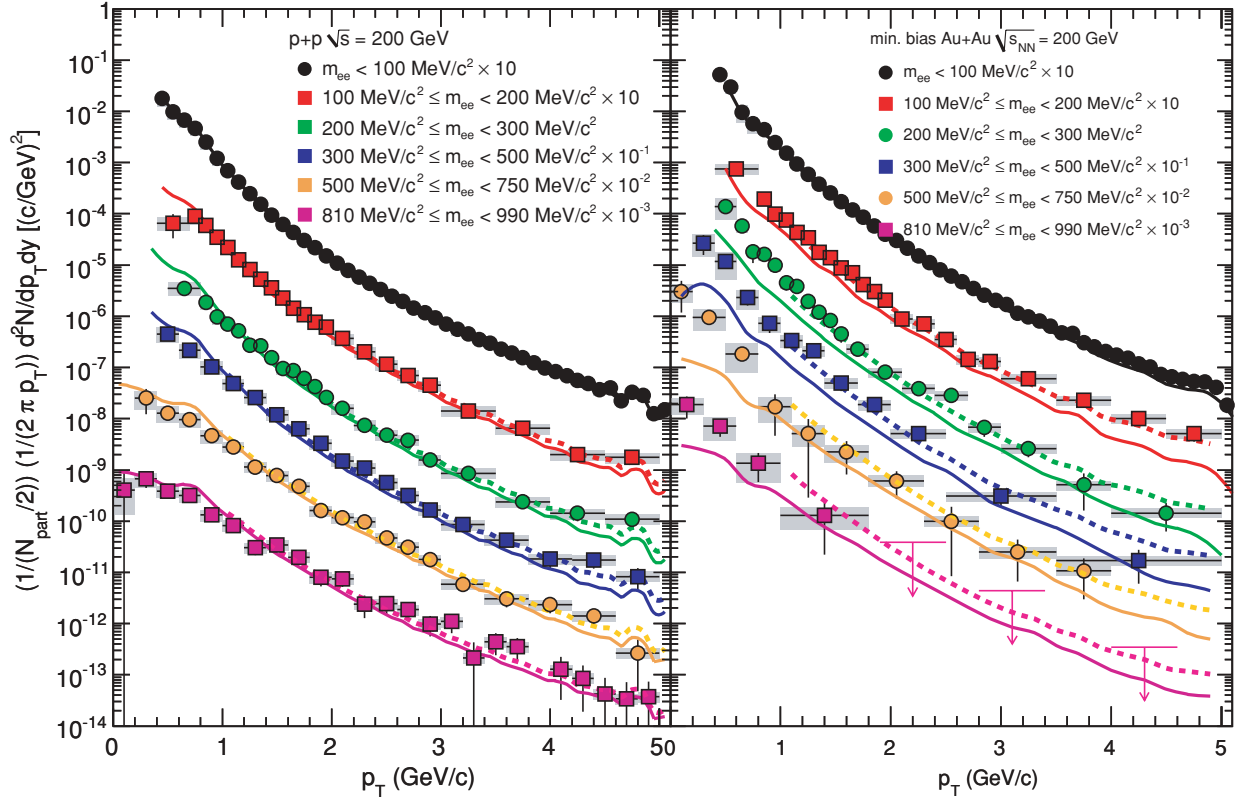 (1/(N_part/2)) (1/(2 π p_T)) d²N/dp_T dy [(c/GeV)²]
1
10⁻¹
10⁻²
10⁻³
10⁻⁴
10⁻⁵
10⁻⁶
10⁻⁷
10⁻⁸
10⁻⁹
10⁻¹⁰
10⁻¹¹
10⁻¹²
10⁻¹³
10⁻¹⁴
p+p √s = 200 GeV
m_ee < 100 MeV/c² × 10
100 MeV/c² ≤ m_ee < 200 MeV/c² × 10
200 MeV/c² ≤ m_ee < 300 MeV/c²
300 MeV/c² ≤ m_ee < 500 MeV/c² × 10⁻¹
500 MeV/c² ≤ m_ee < 750 MeV/c² × 10⁻²
810 MeV/c² ≤ m_ee < 990 MeV/c² × 10⁻³
0 1 2 3 4 5
p_T (GeV/c)
min. bias Au+Au √s_NN = 200 GeV
m_ee < 100 MeV/c² × 10
100 MeV/c² ≤ m_ee < 200 MeV/c² × 10
200 MeV/c² ≤ m_ee < 300 MeV/c²
300 MeV/c² ≤ m_ee < 500 MeV/c² × 10⁻¹
500 MeV/c² ≤ m_ee < 750 MeV/c² × 10⁻²
810 MeV/c² ≤ m_ee < 990 MeV/c² × 10⁻³
0 1 2 3 4 5
p_T (GeV/c)